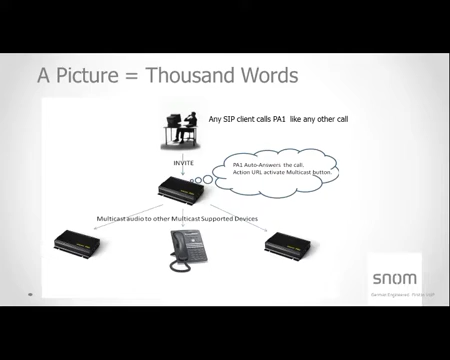 A Picture = Thousand Words
Any SIP client calls PA1 like any other call
INVITE
PA1 Auto-Answers the call.
Action URL activate Multicast button.
Multicast audio to other Multicast Supported Devices
snom